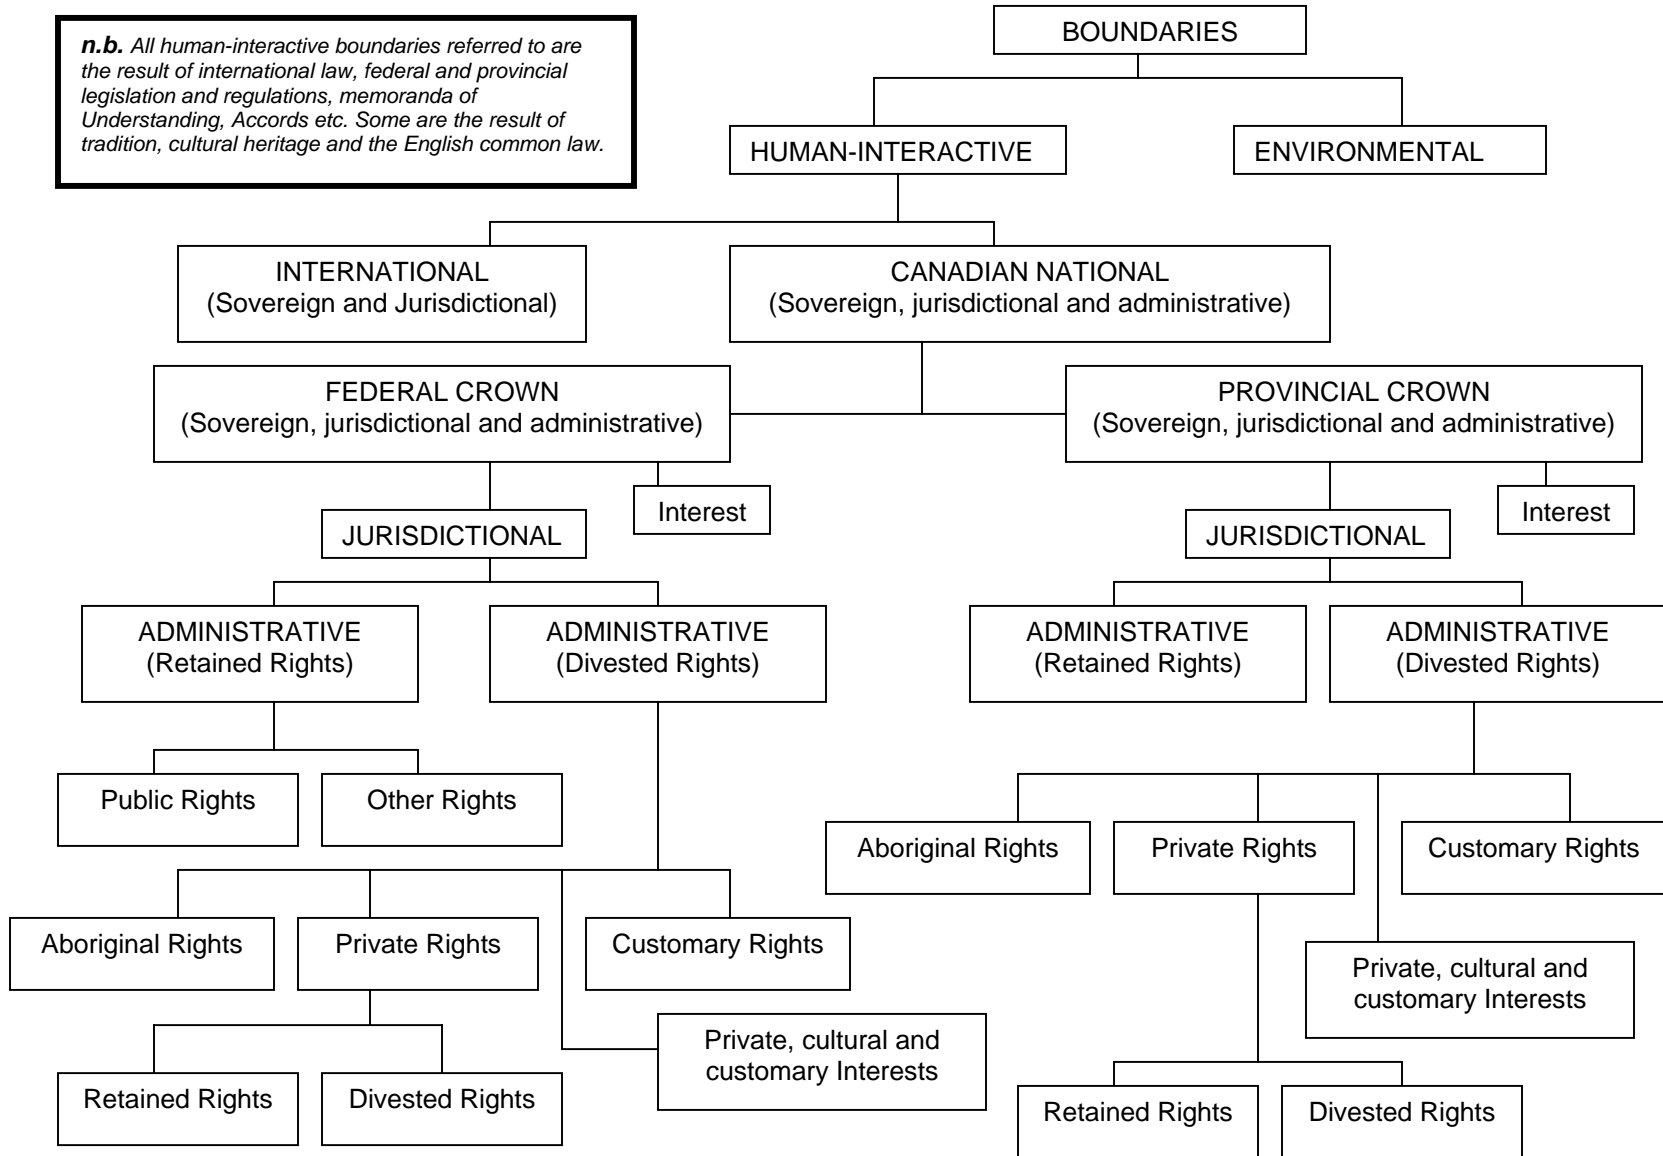 n.b. All human-interactive boundaries referred to are
the result of international law, federal and provincial
legislation and regulations, memoranda of
Understanding, Accords etc. Some are the result of
tradition, cultural heritage and the English common law.
BOUNDARIES
HUMAN-INTERACTIVE
ENVIRONMENTAL
INTERNATIONAL
(Sovereign and Jurisdictional)
CANADIAN NATIONAL
(Sovereign, jurisdictional and administrative)
FEDERAL CROWN
(Sovereign, jurisdictional and administrative)
PROVINCIAL CROWN
(Sovereign, jurisdictional and administrative)
Interest
Interest
JURISDICTIONAL
JURISDICTIONAL
ADMINISTRATIVE
(Retained Rights)
ADMINISTRATIVE
(Divested Rights)
ADMINISTRATIVE
(Retained Rights)
ADMINISTRATIVE
(Divested Rights)
Public Rights
Other Rights
Aboriginal Rights
Private Rights
Customary Rights
Aboriginal Rights
Private Rights
Customary Rights
Private, cultural and
customary Interests
Private, cultural and
customary Interests
Retained Rights
Divested Rights
Retained Rights
Divested Rights